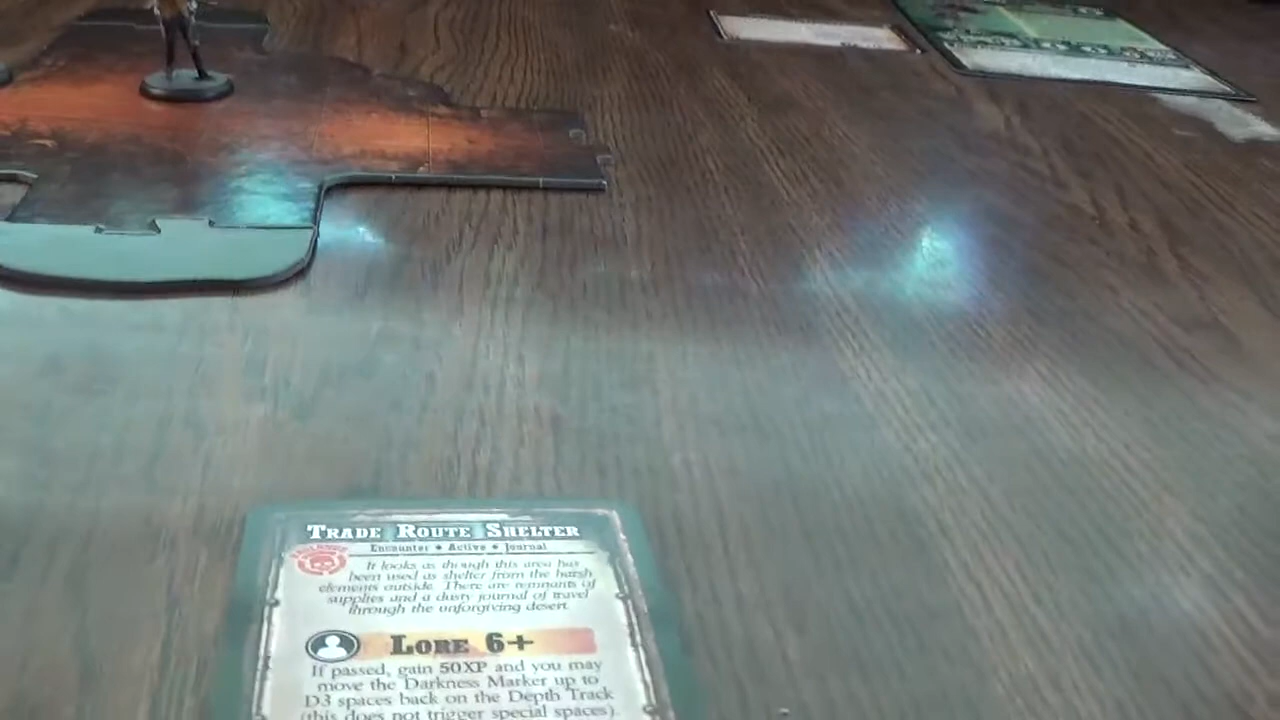 Trade Route Shelter
Encounter • Active • Journal
It looks as though this area has
been used as shelter from the harsh
elements outside. There are remnants of
supplies and a dusty journal of travel
through the unforgiving desert.
Lore 6+
If passed, gain 50XP and you may
move the Darkness Marker up to
D3 spaces back on the Depth Track
(this does not trigger special spaces).